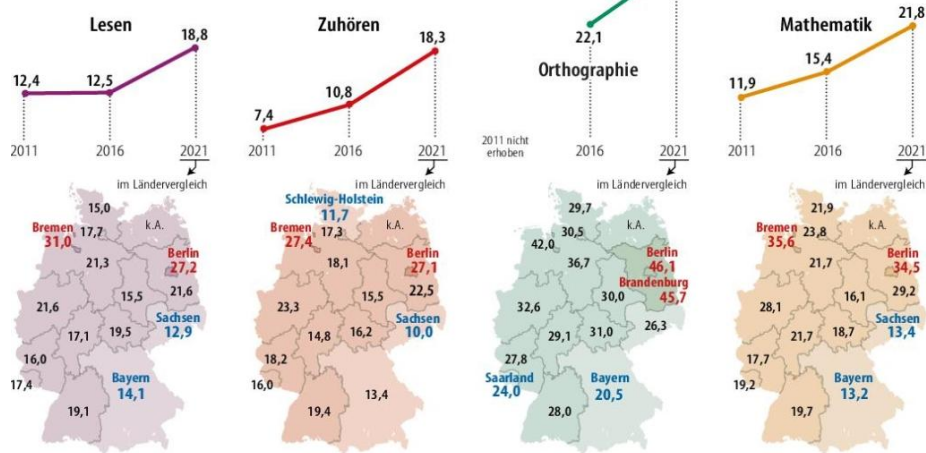 Lesen
12,4
12,5
18,8
2011
2016
2021
im Ländervergleich
15,0
Bremen
31,0
17,7
k.A.
Berlin
27,2
21,3
21,6
15,5
21,6
Sachsen
12,9
17,1
19,5
16,0
17,4
Bayern
14,1
19,1
Zuhören
7,4
10,8
18,3
2011
2016
2021
im Ländervergleich
Schlewig-Holstein
11,7
Bremen
27,4
17,3
k.A.
Berlin
27,1
18,1
22,5
23,3
15,5
Sachsen
10,0
14,8
16,2
18,2
16,0
13,4
19,4
22,1
Orthographie
2011 nicht
erhoben
2016
2021
im Ländervergleich
29,7
30,5
k.A.
42,0
36,7
Berlin
46,1
Brandenburg
45,7
32,6
30,0
26,3
29,1
31,0
27,8
Saarland
24,0
Bayern
20,5
28,0
Mathematik
11,9
15,4
21,8
2011
2016
2021
im Ländervergleich
21,9
Bremen
35,6
23,8
k.A.
Berlin
34,5
21,7
29,2
28,1
16,1
Sachsen
13,4
21,7
18,7
17,7
19,2
Bayern
13,2
19,7